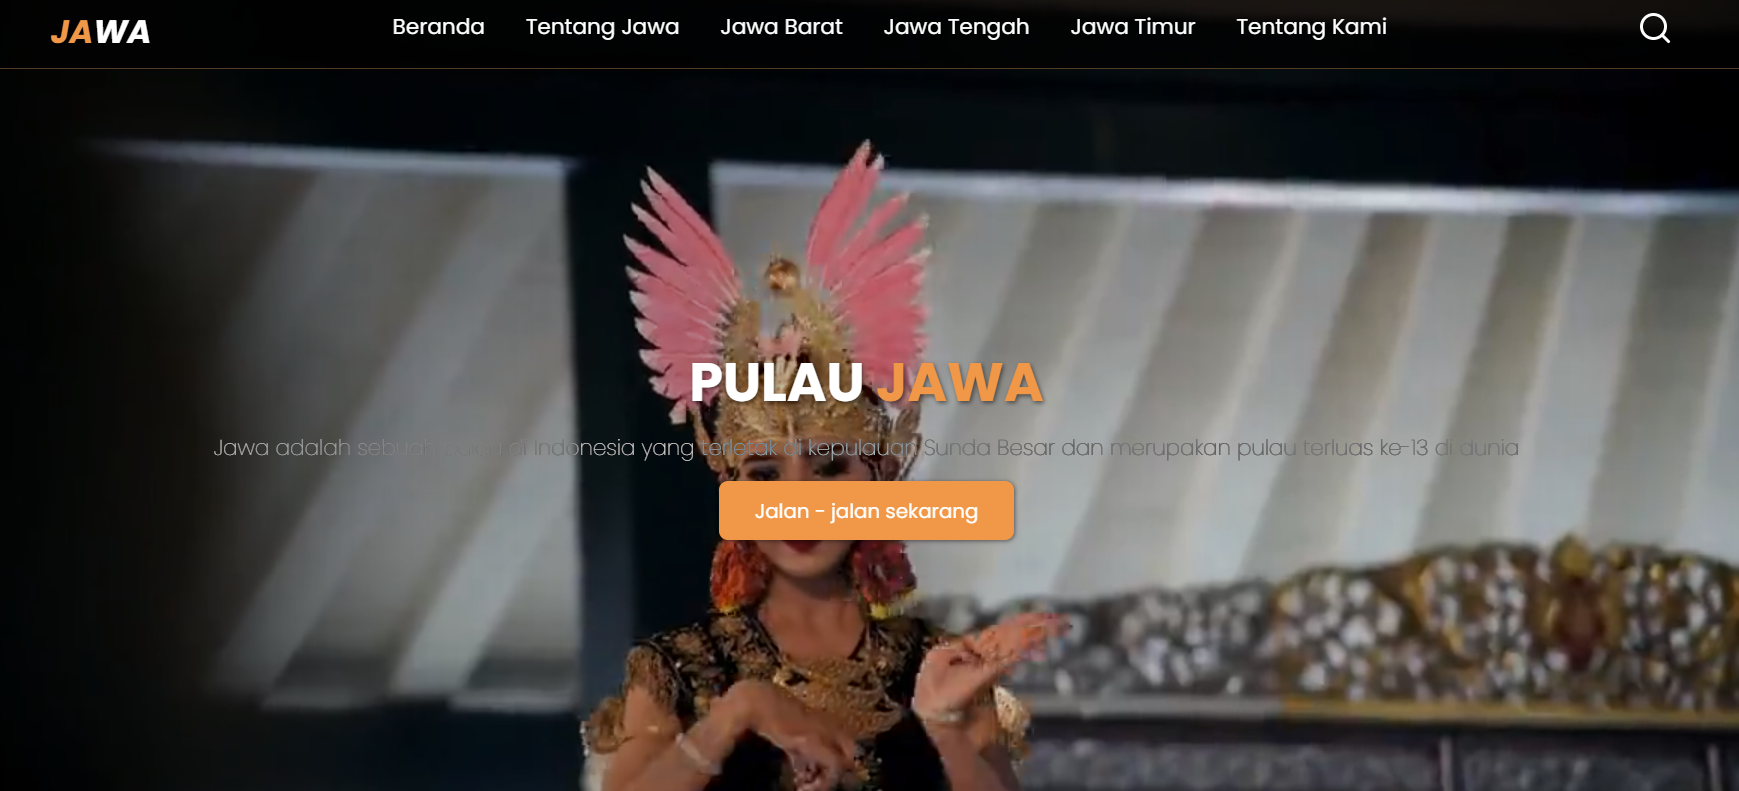 JAWA
Beranda
Tentang Jawa
Jawa Barat
Jawa Tengah
Jawa Timur
Tentang Kami
PULAU JAWA
Jawa adalah sebuah pulau di Indonesia yang terletak di kepulauan Sunda Besar dan merupakan pulau terluas ke-13 di dunia
Jalan - jalan sekarang